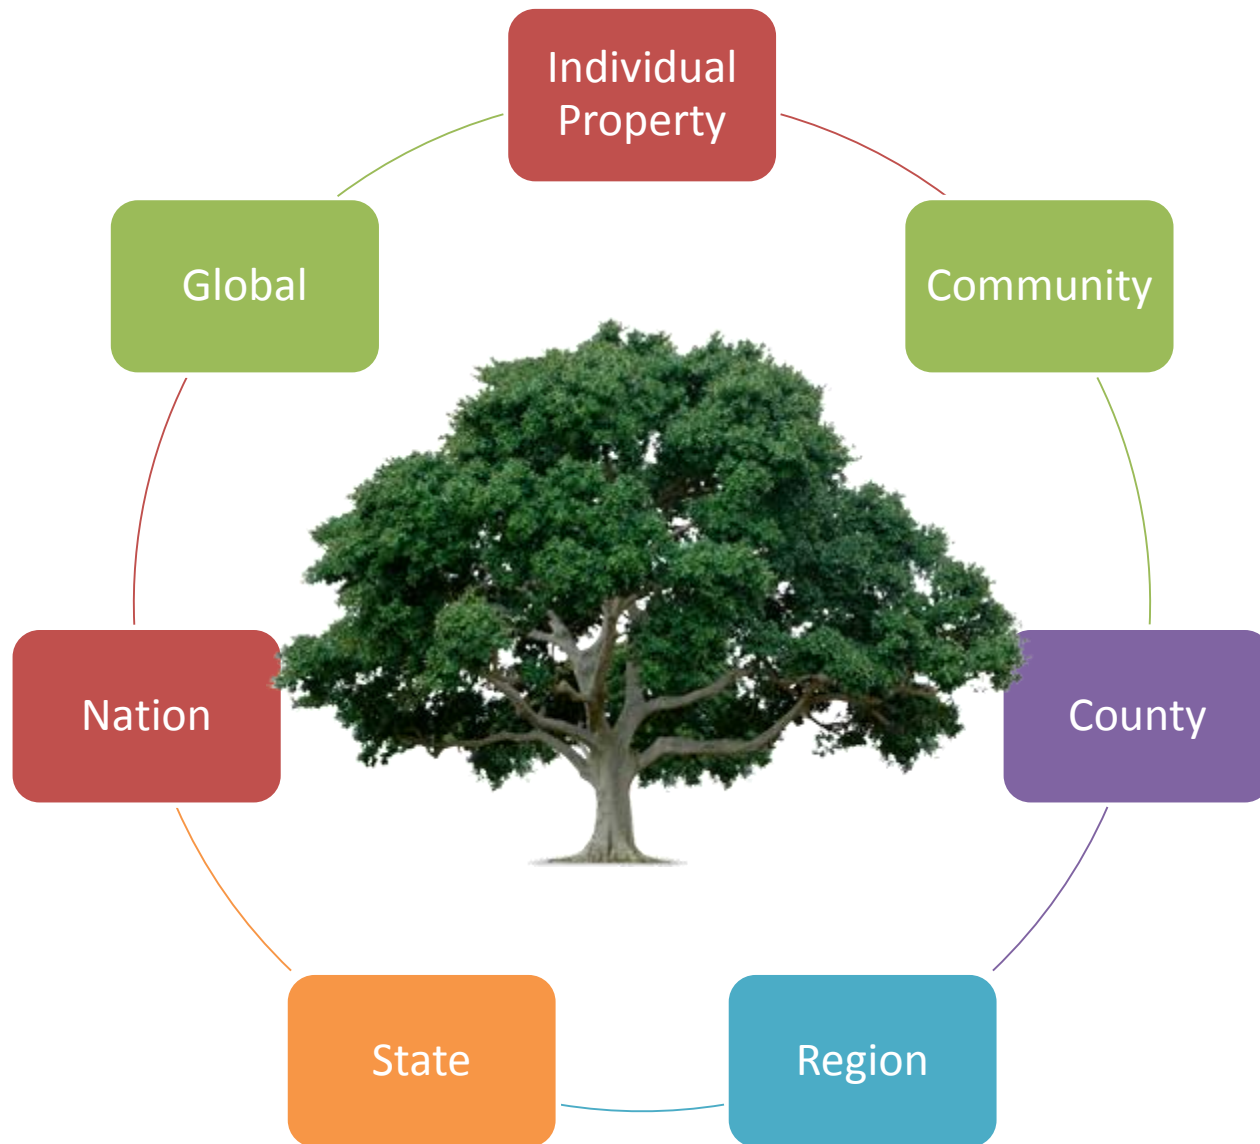 Individual
Property
Community
County
Region
State
Nation
Global